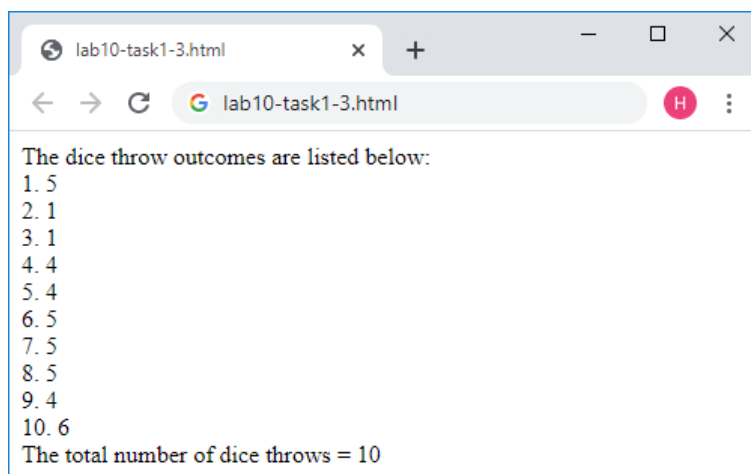 lab10-task1-3.html
lab10-task1-3.html
H
The dice throw outcomes are listed below:
1. 5
2. 1
3. 1
4. 4
5. 4
6. 5
7. 5
8. 5
9. 4
10. 6
The total number of dice throws = 10